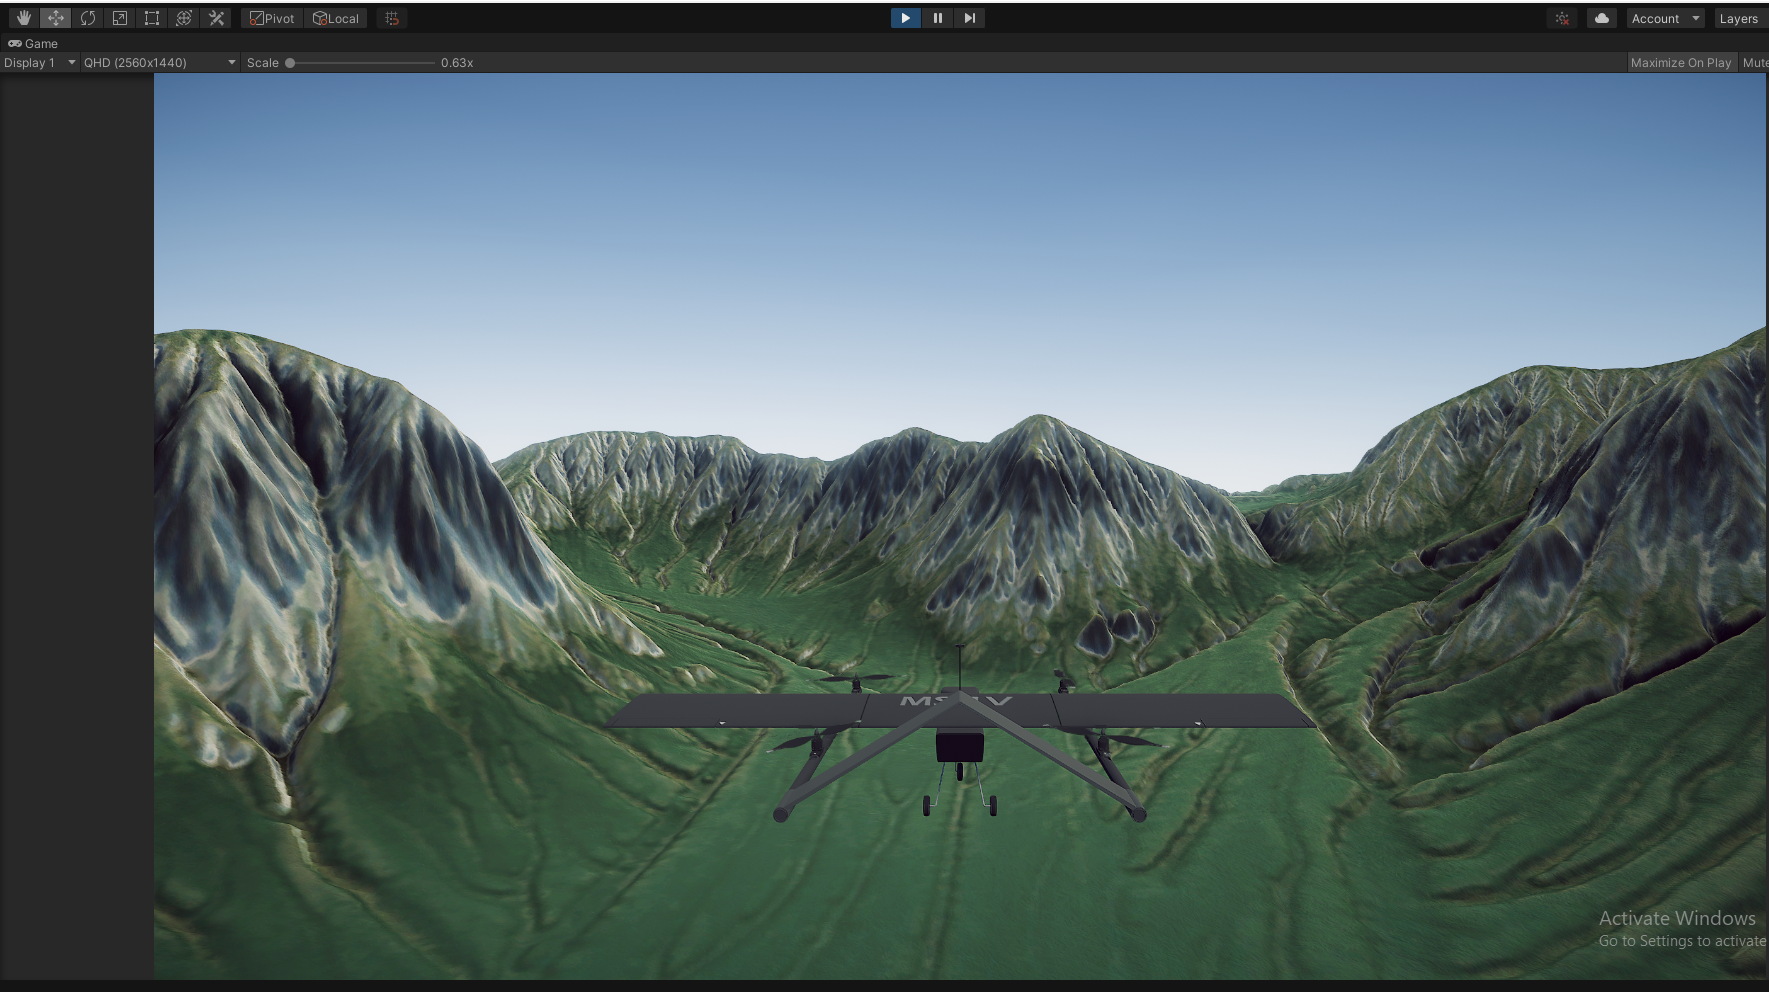 Pivot Local Account Layers
Game
Display 1 QHD (2560x1440) Scale 0.63x Maximize On Play Mute
Activate Windows
Go to Settings to activate